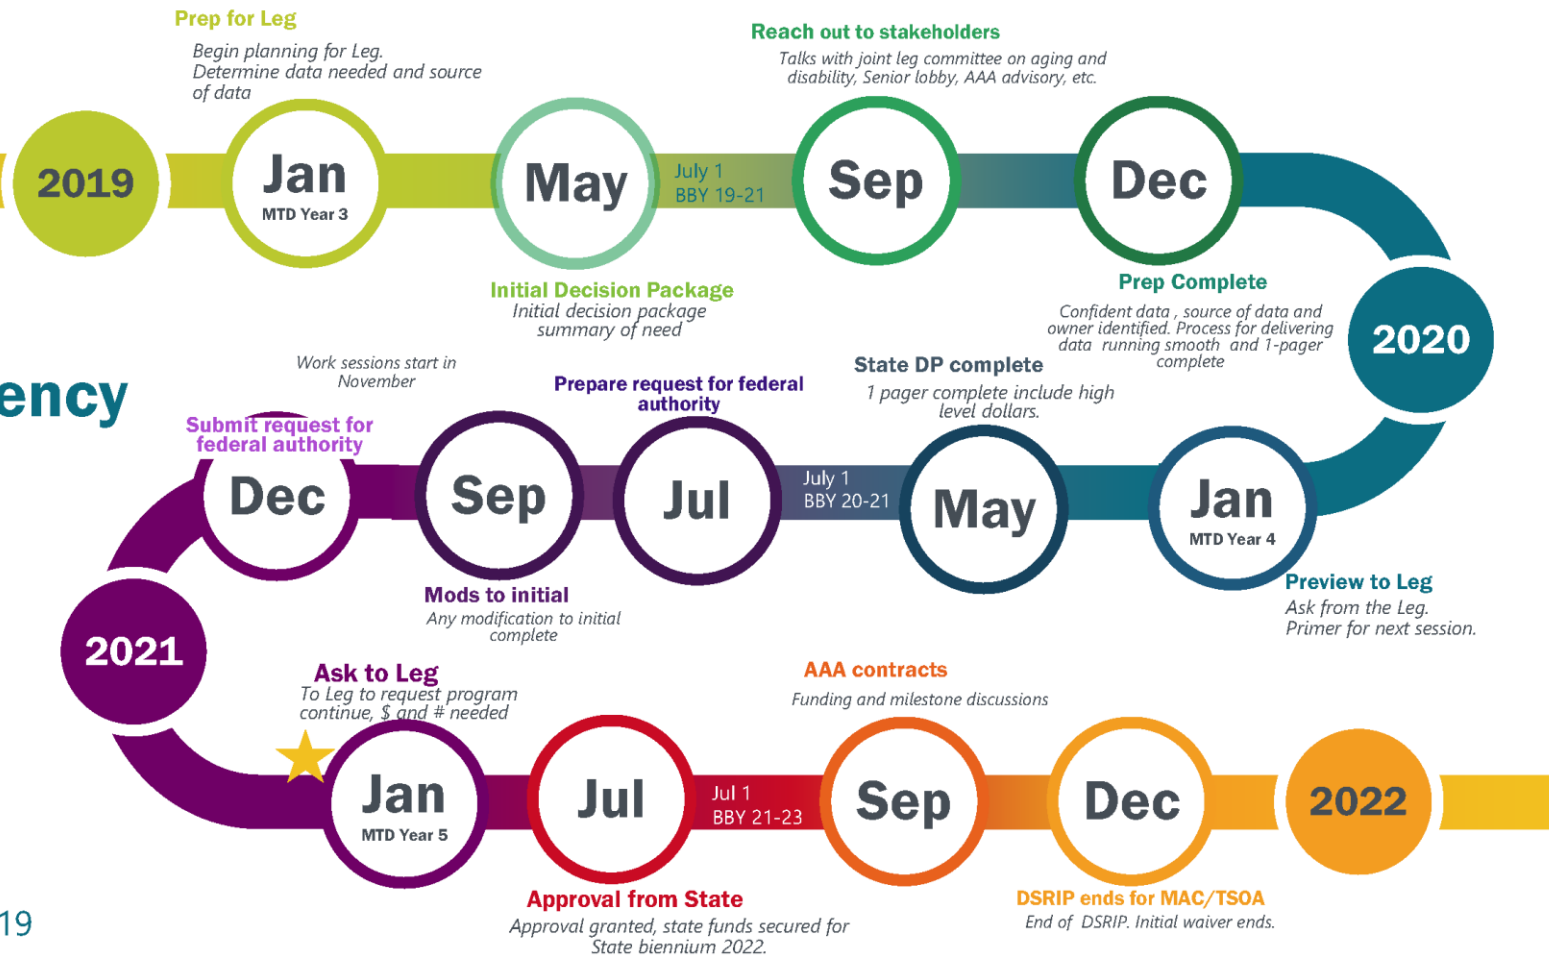 Prep for Leg
Begin planning for Leg.
Determine data needed and source
of data
Reach out to stakeholders
Talks with joint leg committee on aging and
disability, Senior lobby, AAA advisory, etc.
2019
Jan
MTD Year 3
May
July 1
BBY 19-21
Sep
Dec
Initial Decision Package
Initial decision package
summary of need
Prep Complete
Confident data , source of data and
owner identified. Process for delivering
data running smooth and 1-pager
complete
2020
ency
Work sessions start in
November
Submit request for
federal authority
Prepare request for federal
authority
State DP complete
1 pager complete include high
level dollars.
Dec
Sep
Jul
July 1
BBY 20-21
May
Jan
MTD Year 4
Mods to initial
Any modification to initial
complete
Preview to Leg
Ask from the Leg.
Primer for next session.
2021
Ask to Leg
To Leg to request program
continue, $ and # needed
AAA contracts
Funding and milestone discussions
Jan
MTD Year 5
Jul
Jul 1
BBY 21-23
Sep
Dec
2022
Approval from State
Approval granted, state funds secured for
State biennium 2022.
DSRIP ends for MAC/TSOA
End of DSRIP. Initial waiver ends.
19